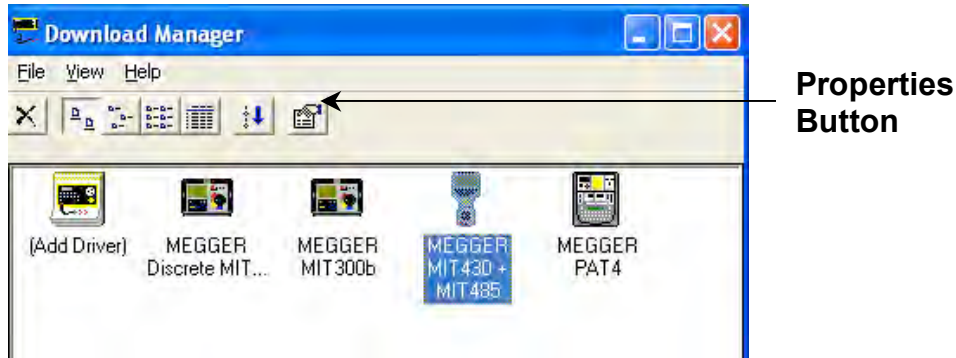 Download Manager
File View Help
Properties
Button
(Add Driver)
MEGGER
Discrete MIT...
MEGGER
MIT300b
MEGGER
MIT430 +
MIT485
MEGGER
PAT4